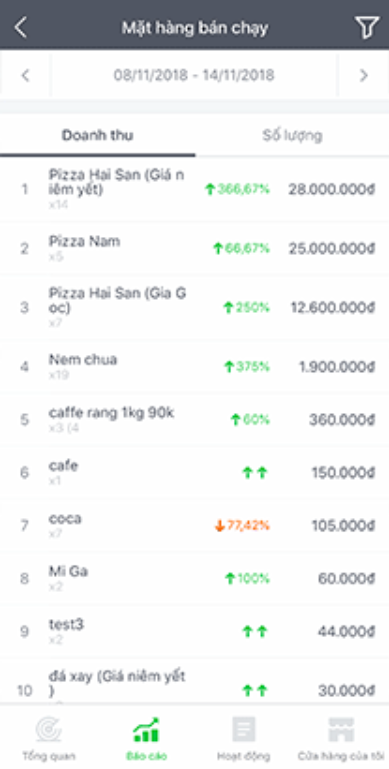 Mặt hàng bán chạy
08/11/2018 - 14/11/2018
Doanh thu
Số lượng
1
Pizza Hai San (Giá n
iêm yết)
x14
366,67%
28.000.000đ
2
Pizza Nam
x5
66,67%
25.000.000đ
3
Pizza Hai San (Gia G
oc)
x7
250%
12.600.000đ
4
Nem chua
x19
375%
1.900.000đ
5
caffe rang 1kg 90k
x3 (4
60%
360.000đ
6
cafe
x1
150.000đ
7
coca
x7
77,42%
105.000đ
8
Mi Ga
x2
100%
60.000đ
9
test3
x2
44.000đ
10
đá xay (Giá niêm yết
)
30.000đ
Tổng quan
Báo cáo
Hoạt động
Cửa hàng của tôi